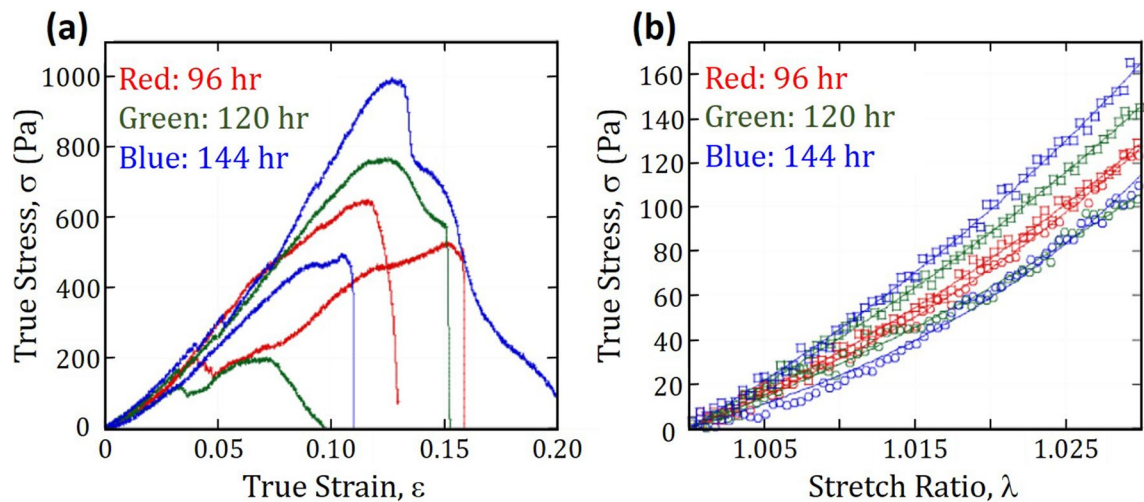 (a)
Red: 96 hr
Green: 120 hr
Blue: 144 hr
True Stress, σ (Pa)
1000
800
600
400
200
0
0
0.05
0.10
0.15
0.20
True Strain, ε
(b)
Red: 96 hr
Green: 120 hr
Blue: 144 hr
True Stress, σ (Pa)
160
140
120
100
80
60
40
20
0
1.005
1.015
1.025
Stretch Ratio, λ